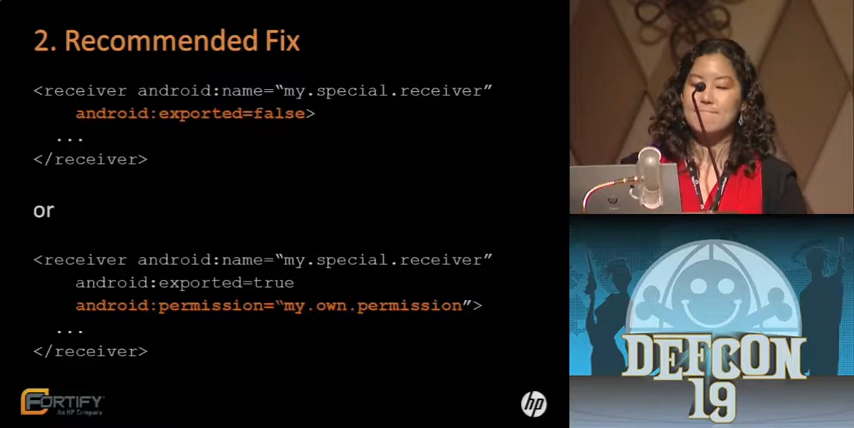 2. Recommended Fix
<receiver android:name=“my.special.receiver”
android:exported=false>
...
</receiver>
or
<receiver android:name=“my.special.receiver”
android:exported=true
android:permission=“my.own.permission”>
...
</receiver>
FORTIFY
An HP Company
hp
DEFCON
19